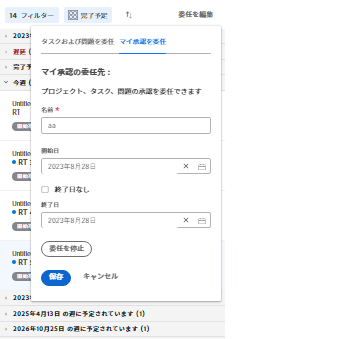 14 フィルター 完了予定 委任を編集
2023
遅延 (
完了予
今週 (
Untitle
RT
開始可
Untitle
RT
Untitle
RT
Untitle
RT
タスクおよび問題を委任 マイ承認を委任
マイ承認の委任先：
プロジェクト、タスク、問題の承認を委任できます
名前 *
aa
開始日
2023年8月28日
終了日なし
終了日
2023年8月28日
委任を停止
保存 キャンセル
2023
2025年4月13日 の週に予定されています (1)
2026年10月25日 の週に予定されています (1)